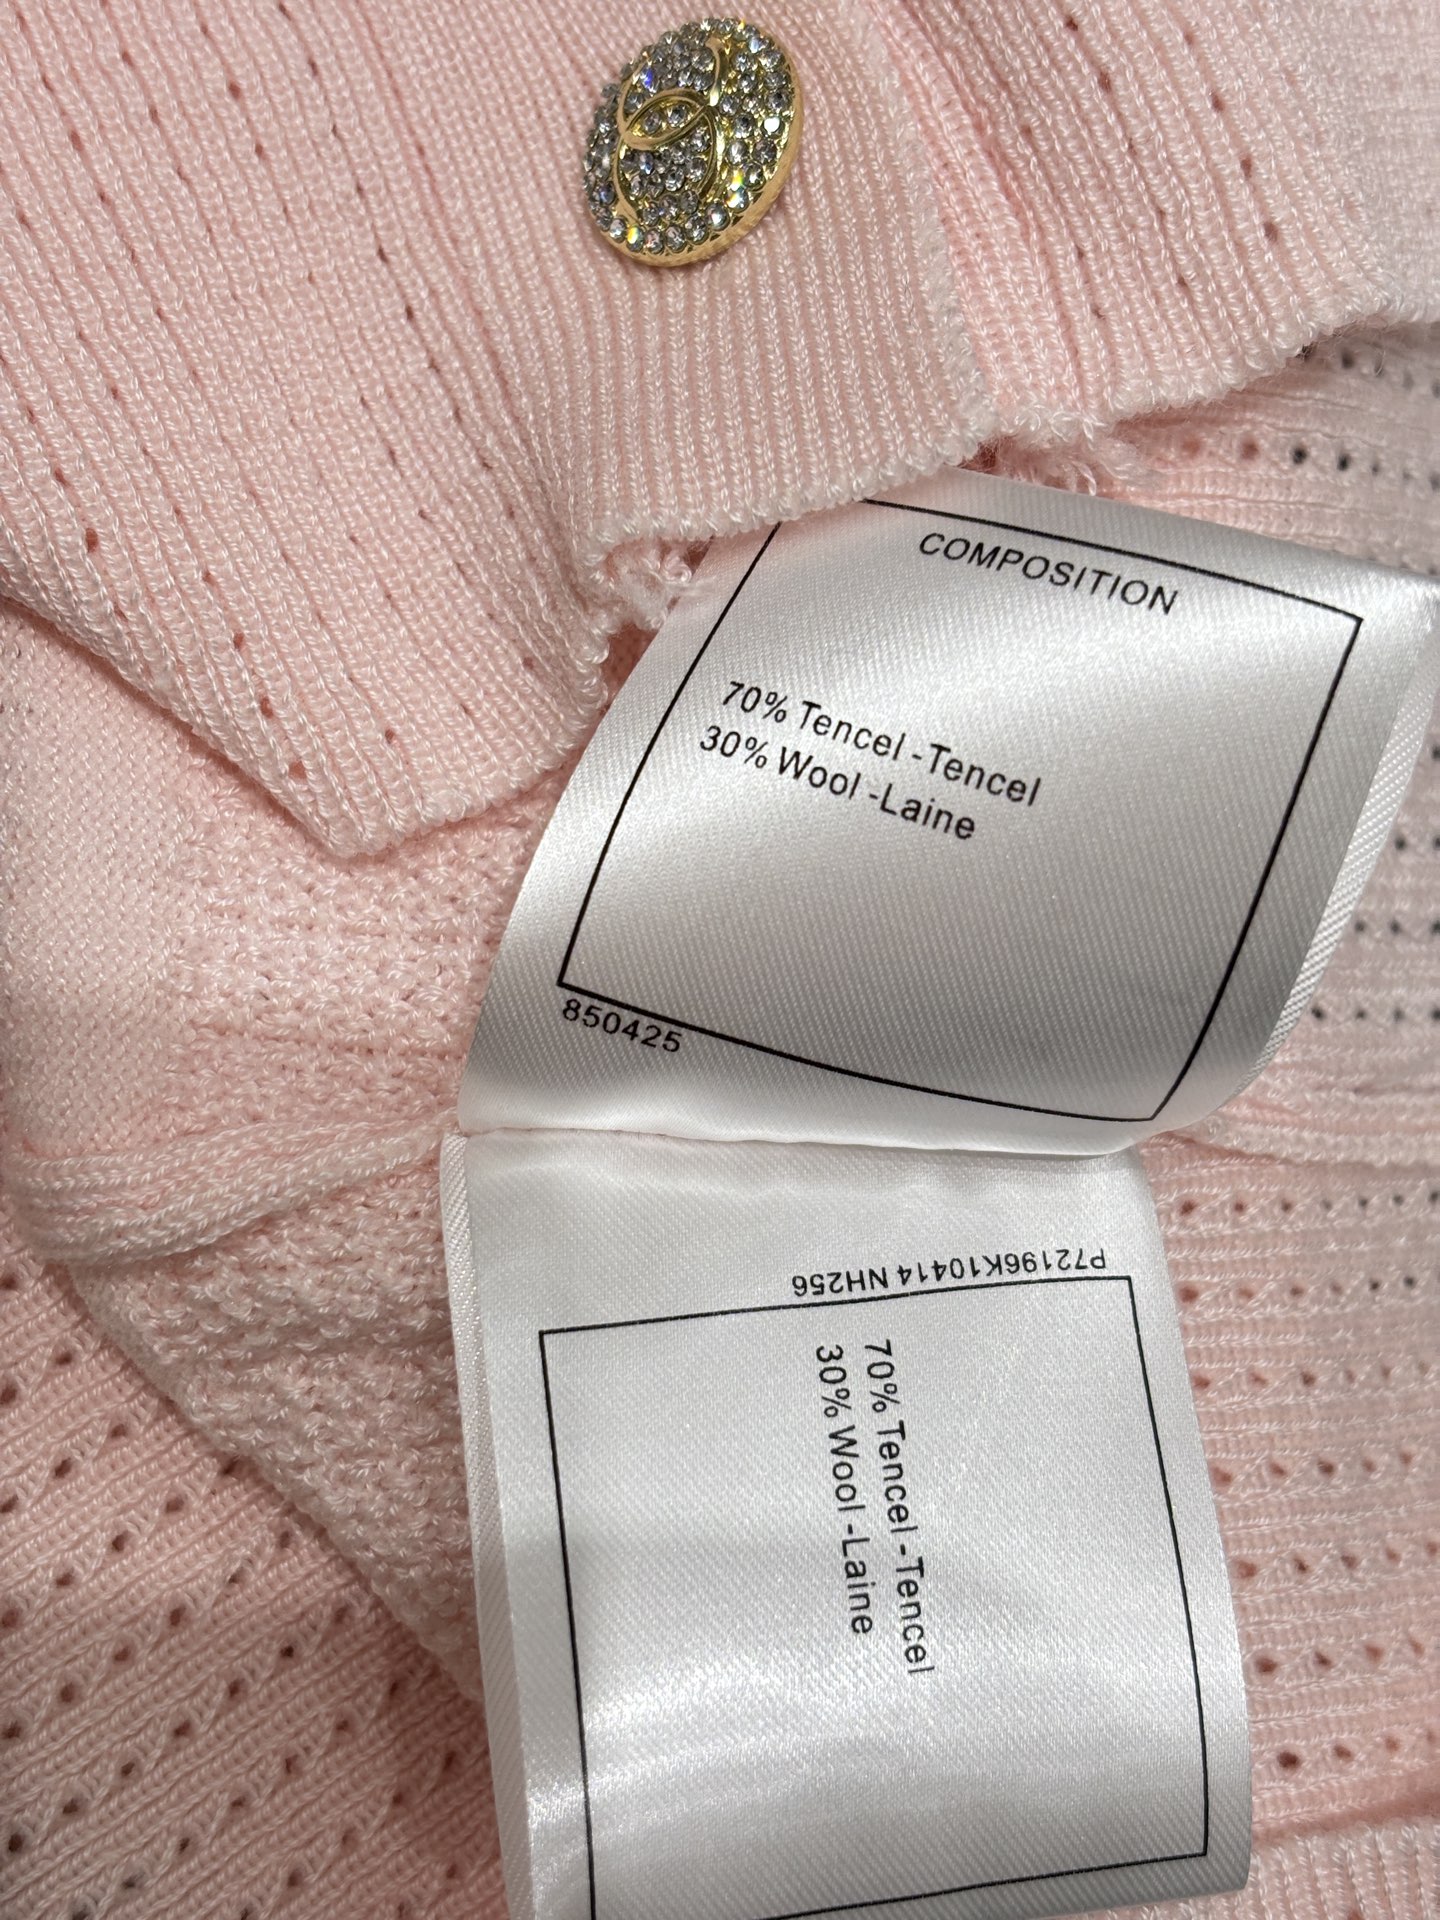 COMPOSITION
70% Tencel -Tencel
30% Wool -Laine
850425
P72196K10414 NH256
70% Tencel -Tencel
30% Wool -Laine